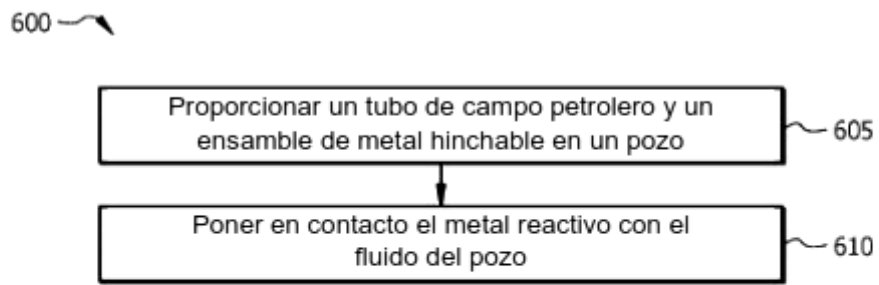 600
Proporcionar un tubo de campo petrolero y un
ensamble de metal hinchable en un pozo
605
Poner en contacto el metal reactivo con el
fluido del pozo
610